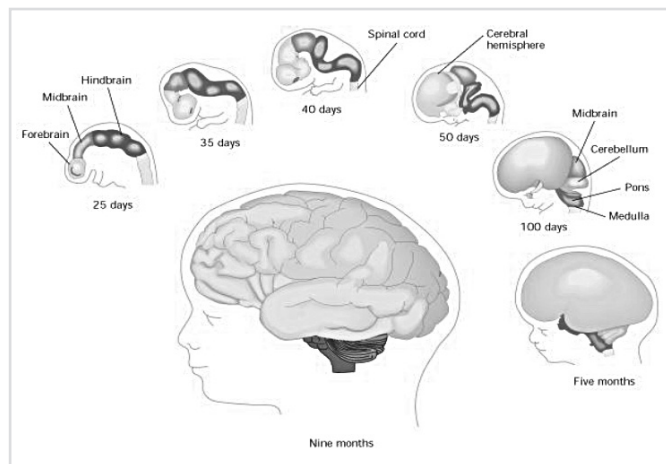 Forebrain
Midbrain
Hindbrain
25 days
35 days
40 days
Spinal cord
Cerebral
hemisphere
50 days
Midbrain
Cerebellum
Pons
Medulla
100 days
Five months
Nine months